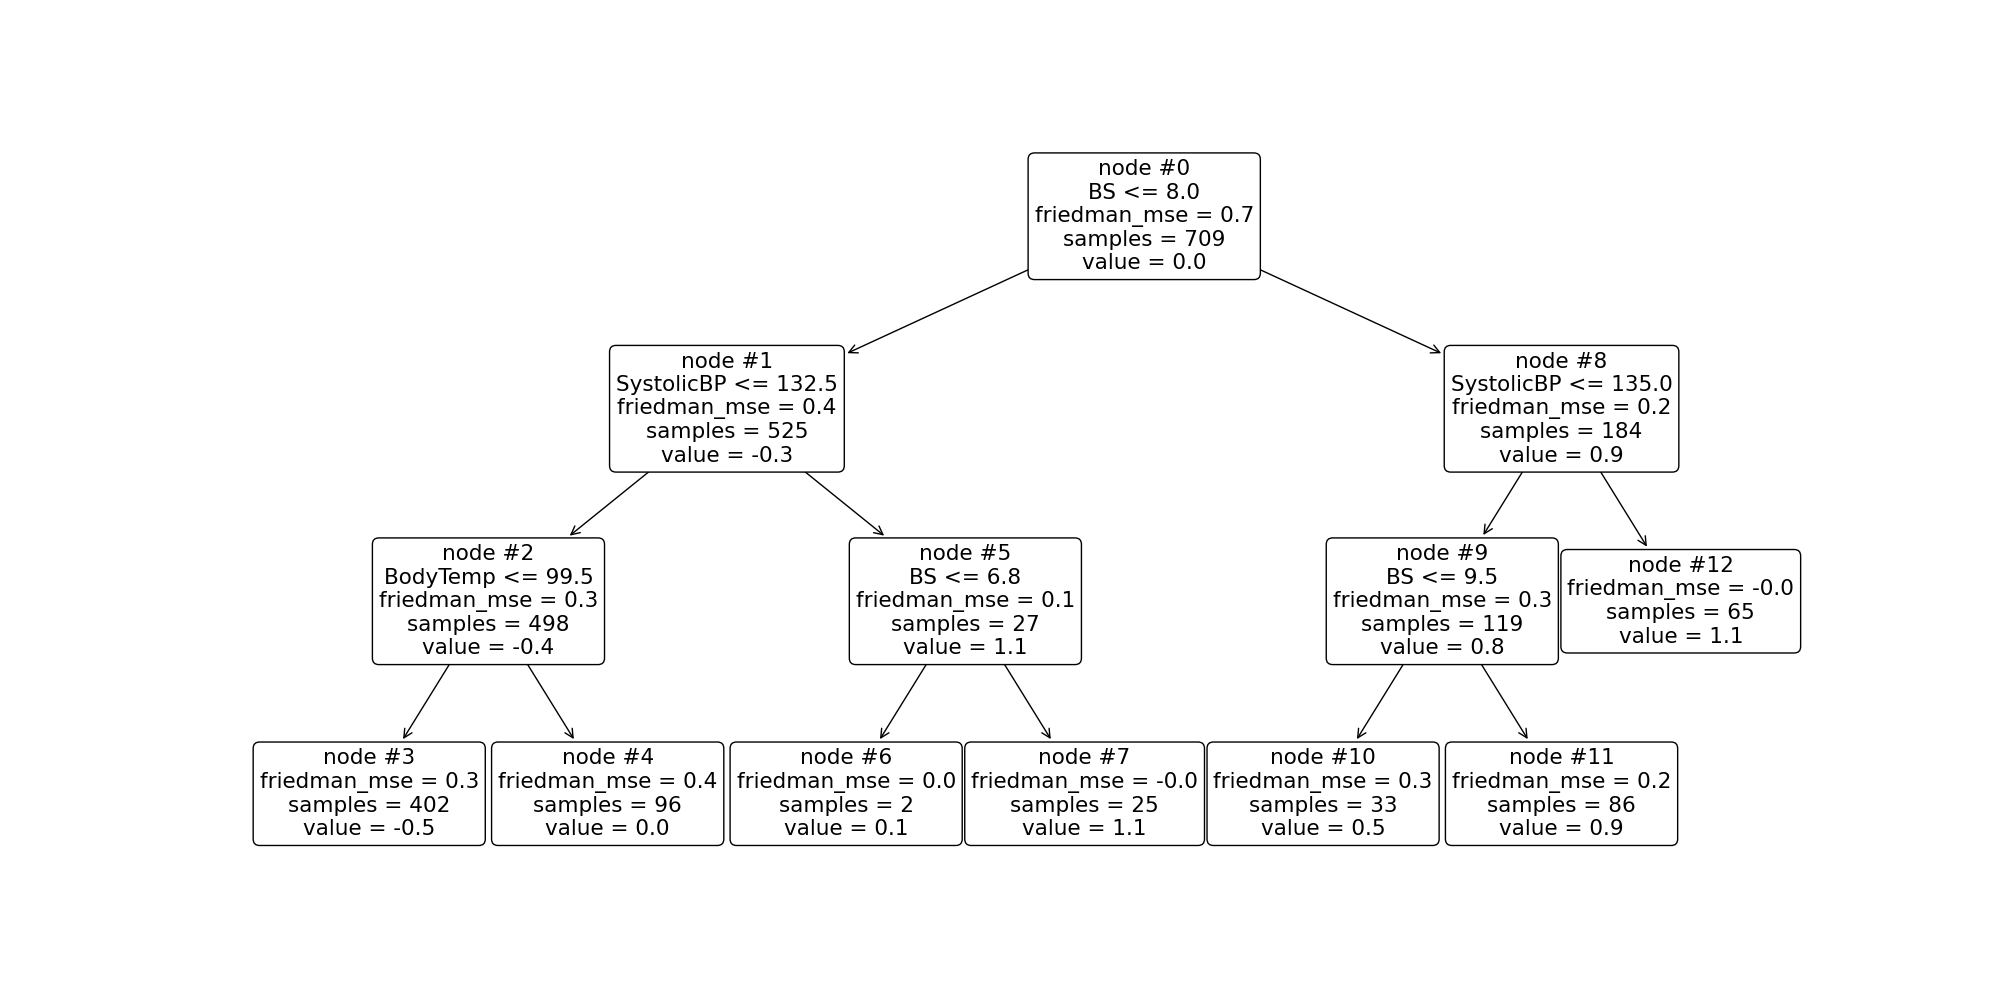 node #0
BS <= 8.0
friedman_mse = 0.7
samples = 709
value = 0.0
node #1
SystolicBP <= 132.5
friedman_mse = 0.4
samples = 525
value = -0.3
node #8
SystolicBP <= 135.0
friedman_mse = 0.2
samples = 184
value = 0.9
node #2
BodyTemp <= 99.5
friedman_mse = 0.3
samples = 498
value = -0.4
node #5
BS <= 6.8
friedman_mse = 0.1
samples = 27
value = 1.1
node #9
BS <= 9.5
friedman_mse = 0.3
samples = 119
value = 0.8
node #12
friedman_mse = -0.0
samples = 65
value = 1.1
node #3
friedman_mse = 0.3
samples = 402
value = -0.5
node #4
friedman_mse = 0.4
samples = 96
value = 0.0
node #6
friedman_mse = 0.0
samples = 2
value = 0.1
node #7
friedman_mse = -0.0
samples = 25
value = 1.1
node #10
friedman_mse = 0.3
samples = 33
value = 0.5
node #11
friedman_mse = 0.2
samples = 86
value = 0.9